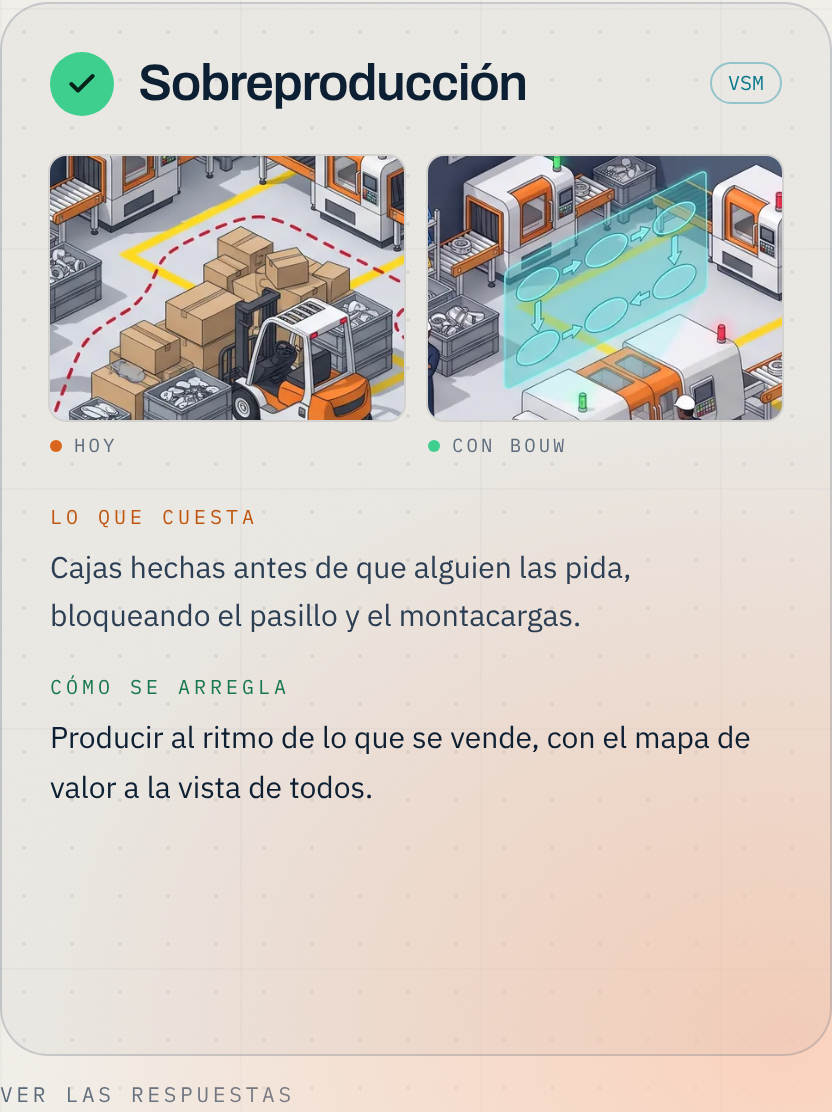 Sobreproducción
VSM
HOY
CON BOUW
LO QUE CUESTA
Cajas hechas antes de que alguien las pida,
bloqueando el pasillo y el montacargas.
CÓMO SE ARREGLA
Producir al ritmo de lo que se vende, con el mapa de
valor a la vista de todos.
VER LAS RESPUESTAS